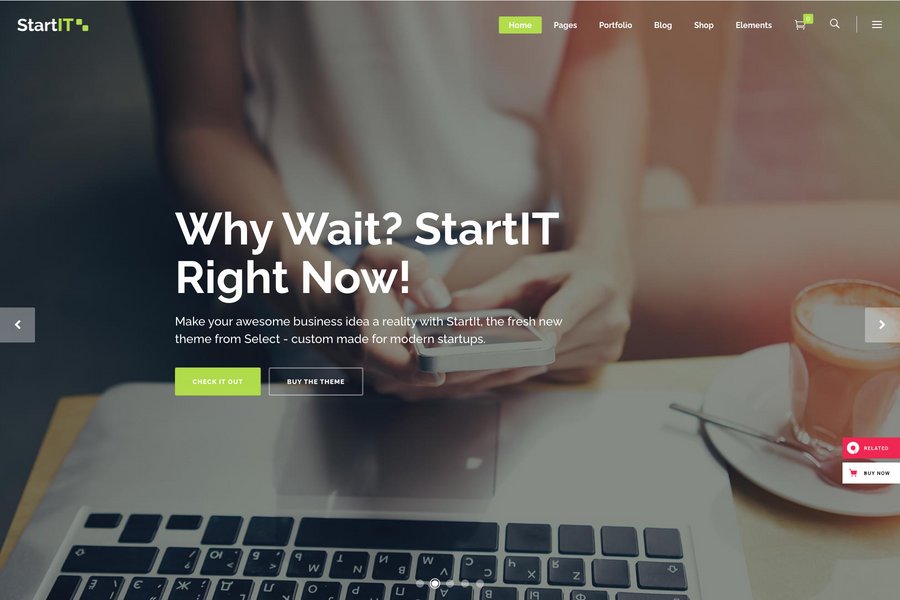 StartIT
Home Pages Portfolio Blog Shop Elements 0
Why Wait? StartIT
Right Now!
Make your awesome business idea a reality with StartIt, the fresh new
theme from Select - custom made for modern startups.
CHECK IT OUT BUY THE THEME
RELATED
BUY NOW